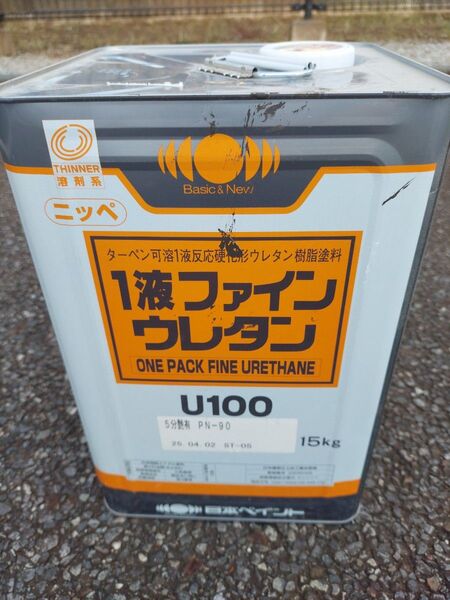 THINNER
溶剤系
Basic & New
ニッペ
ターペン可溶1液反応硬化形ウレタン樹脂塗料
1液ファイン
ウレタン
ONE PACK FINE URETHANE
U100
5分艶有 PN-90
25 04 02 ST-05
15kg
日本ペイント